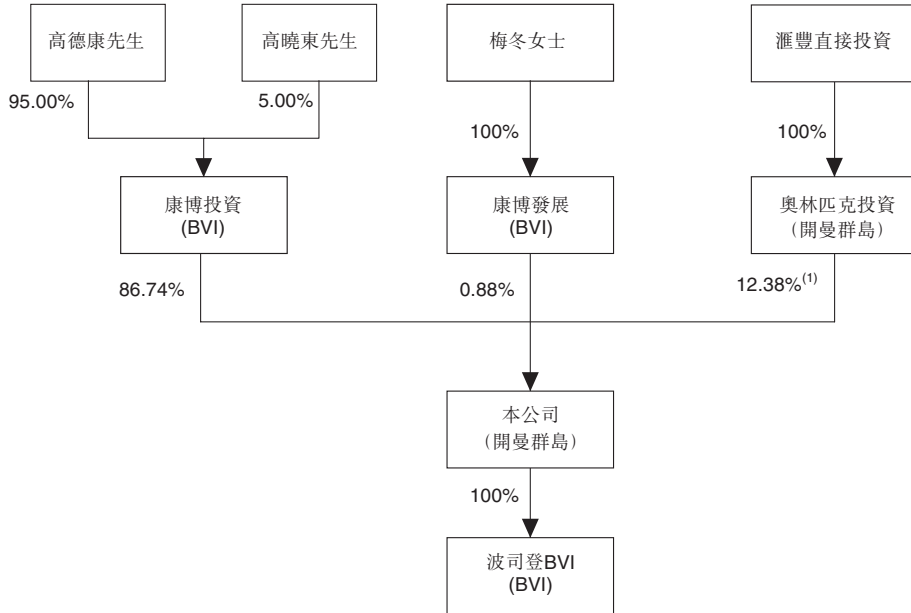 高德康先生
高曉東先生
梅冬女士
滙豐直接投資
95.00%
5.00%
100%
100%
康博投資
(BVI)
康博發展
(BVI)
奧林匹克投資
（開曼群島）
86.74%
0.88%
12.38%(1)
本公司
（開曼群島）
100%
波司登BVI
(BVI)